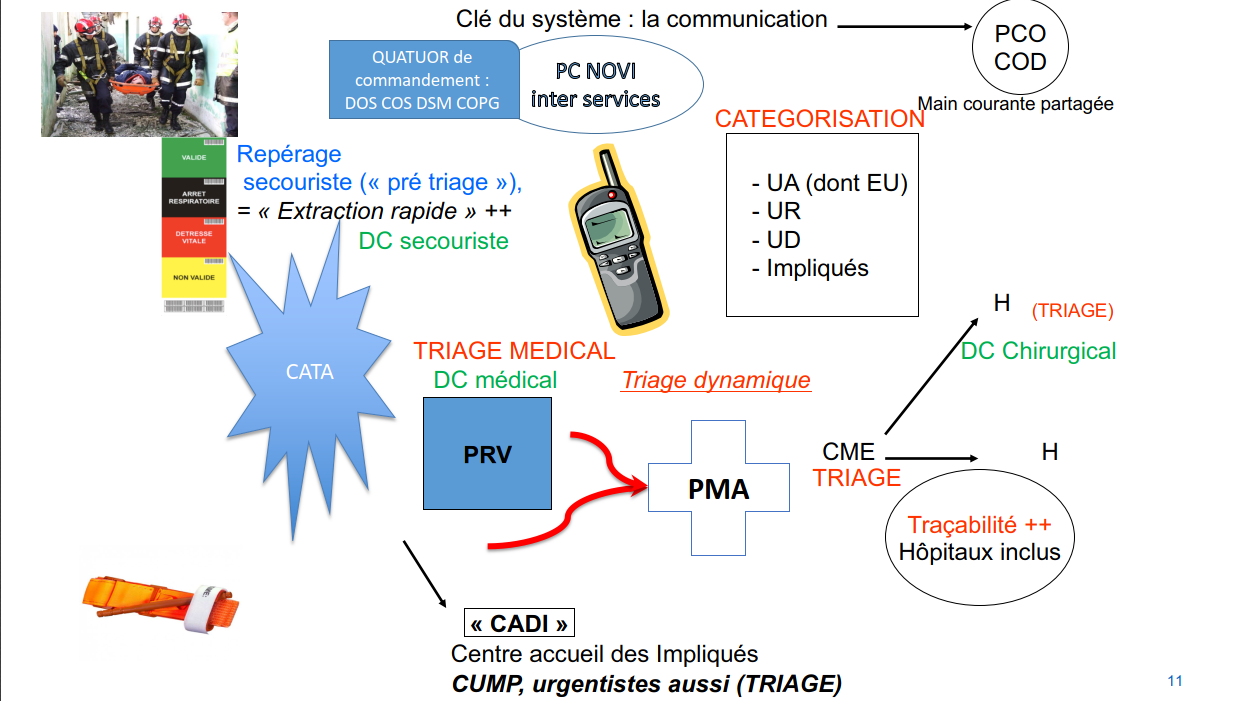 Clé du système : la communication
PCO
COD
Main courante partagée
QUATUOR de
commandement :
DOS COS DSM COPG
PC NOVI
inter services
CATEGORISATION
- UA (dont EU)
- UR
- UD
- Impliqués
VALIDE
ARRET
RESPIRATOIRE
DETRESSE
VITALE
NON VALIDE
Repérage
secouriste (« pré triage »),
= « Extraction rapide » ++
DC secouriste
CATA
TRIAGE MEDICAL
DC médical
Triage dynamique
PRV
PMA
H (TRIAGE)
DC Chirurgical
CME
TRIAGE
H
Traçabilité ++
Hôpitaux inclus
« CADI »
Centre accueil des Impliqués
CUMP, urgentistes aussi (TRIAGE)
11